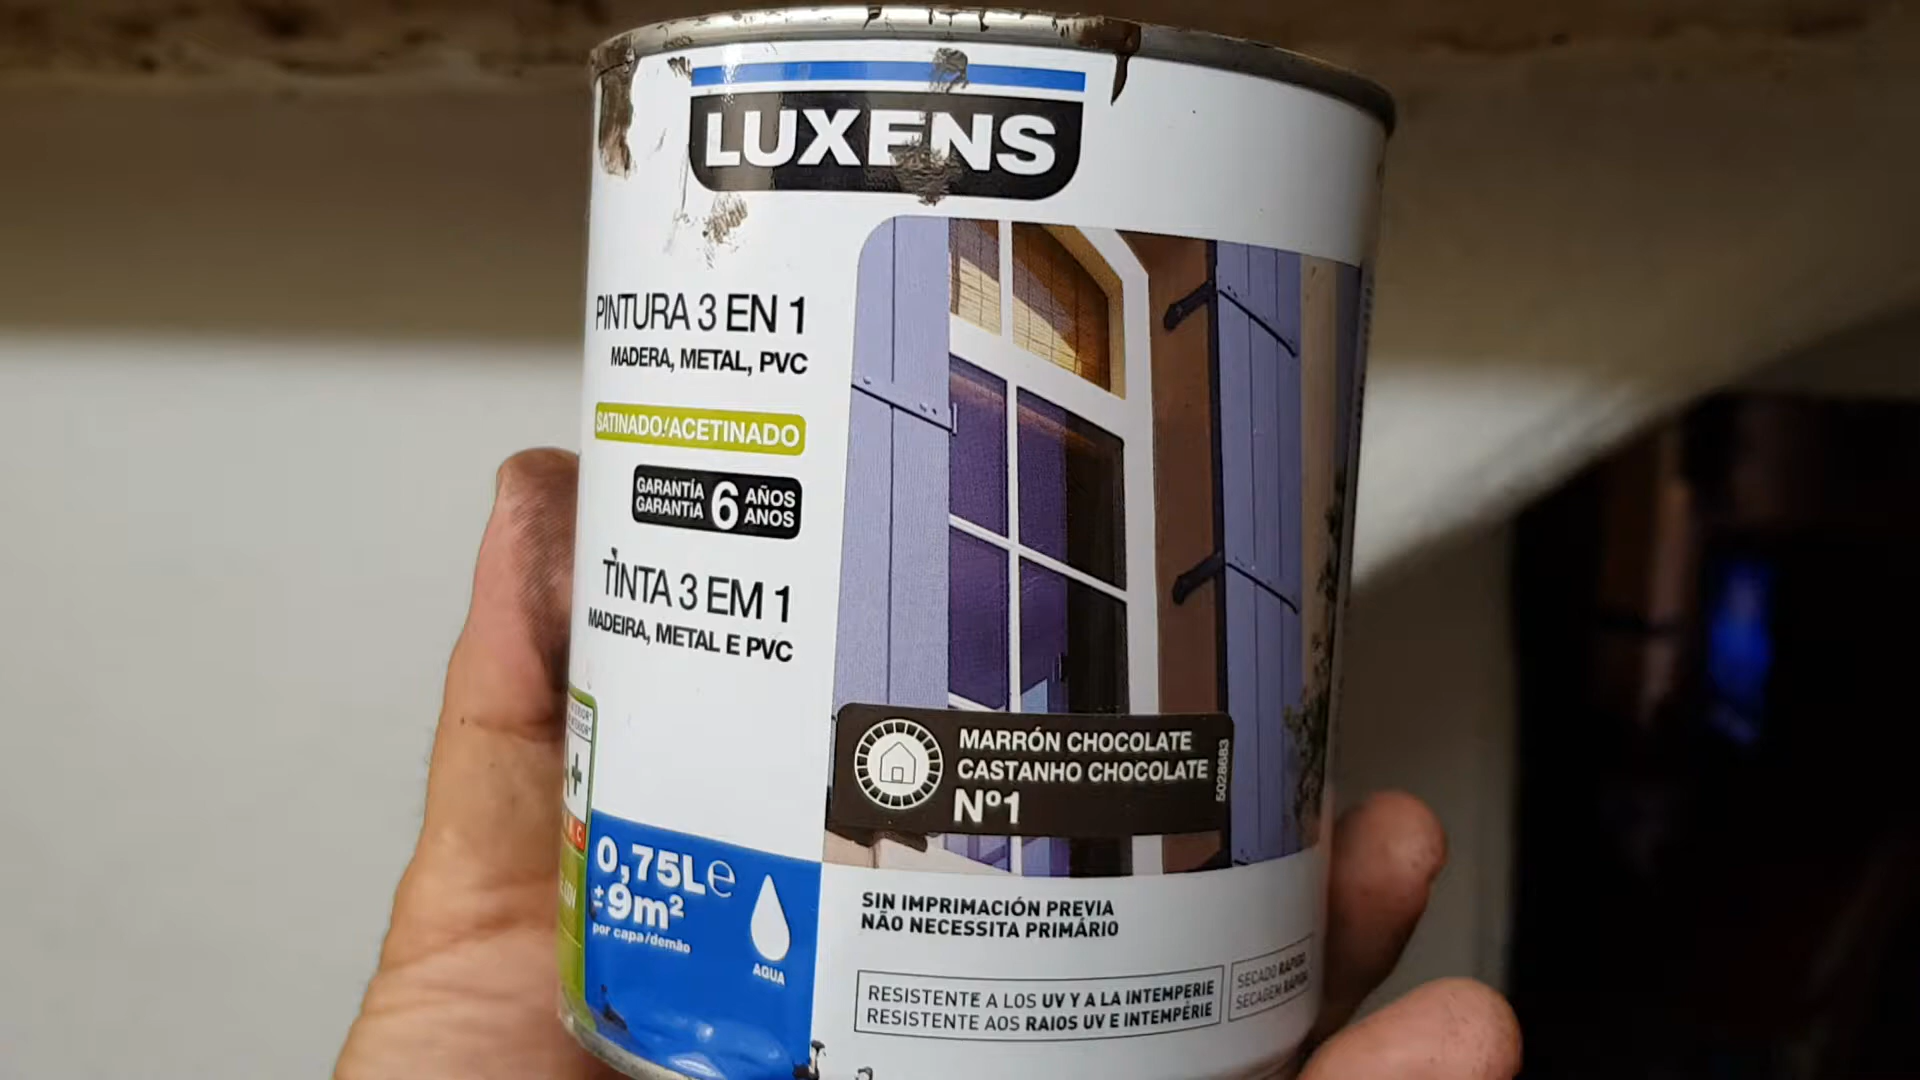 LUXENS
PINTURA 3 EN 1
MADERA, METAL, PVC
SATINADO/ACETINADO
GARANTÍA 6 AÑOS
GARANTIA ANOS
TINTA 3 EM 1
MADEIRA, METAL E PVC
MARRÓN CHOCOLATE
CASTANHO CHOCOLATE
Nº1
5028683
0,75L℮
±9m²
por capa/demão
AGUA
SIN IMPRIMACIÓN PREVIA
NÃO NECESSITA PRIMÁRIO
RESISTENTE A LOS UV Y A LA INTEMPERIE
RESISTENTE AOS RAIOS UV E INTEMPÉRIE
SECADO RÁPIDO
SECAGEM RÁPIDA